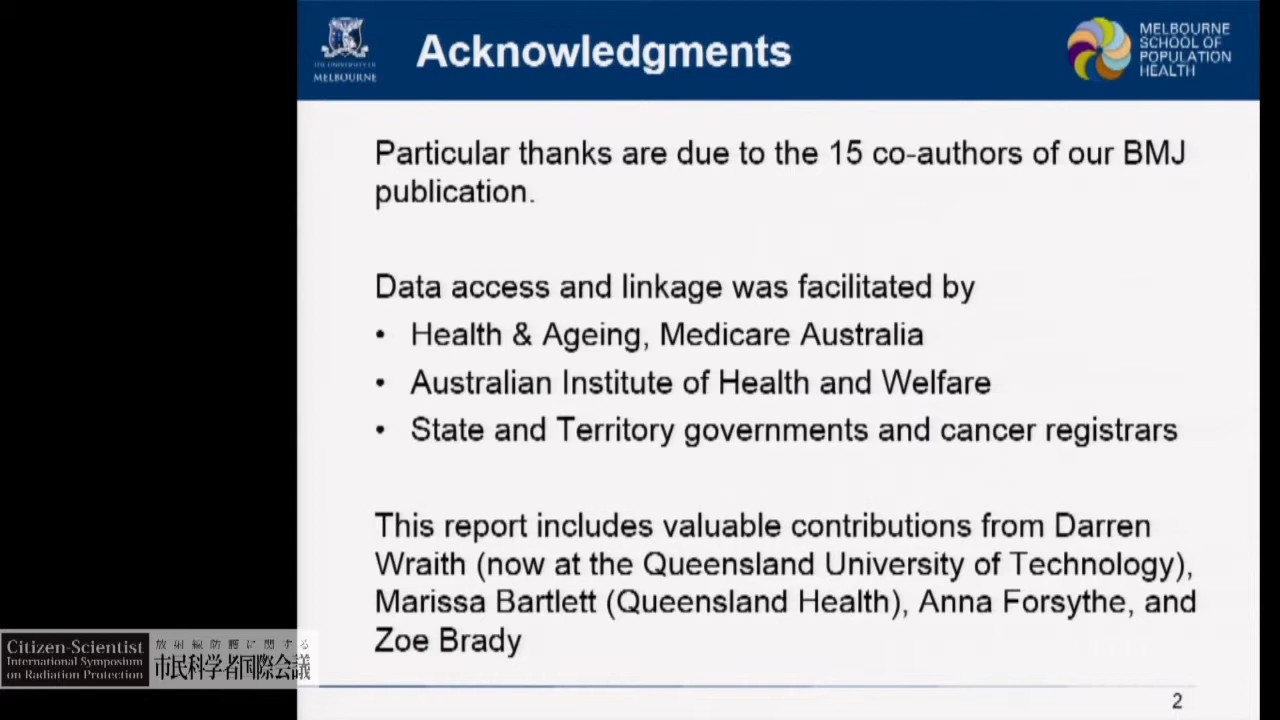 THE UNIVERSITY OF
MELBOURNE
Acknowledgments
MELBOURNE
SCHOOL OF
POPULATION
HEALTH
Particular thanks are due to the 15 co-authors of our BMJ
publication.
Data access and linkage was facilitated by
• Health & Ageing, Medicare Australia
• Australian Institute of Health and Welfare
• State and Territory governments and cancer registrars
This report includes valuable contributions from Darren
Wraith (now at the Queensland University of Technology),
Marissa Bartlett (Queensland Health), Anna Forsythe, and
Zoe Brady
Citizen-Scientist
International Symposium
on Radiation Protection
放射線防護に関する
市民科学者国際会議
2